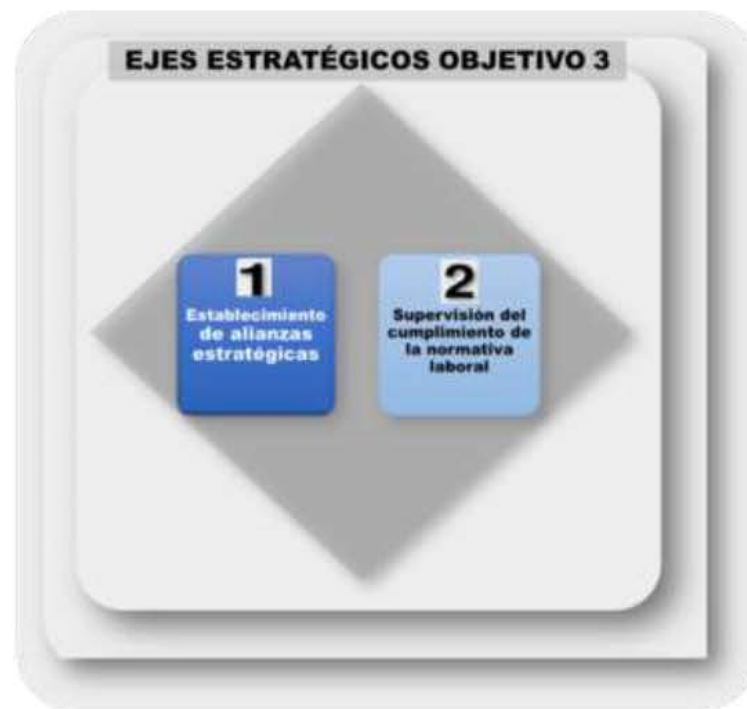 EJES ESTRATÉGICOS OBJETIVO 3
1
Establecimiento
de alianzas
estratégicas
2
Supervisión del
cumplimiento de
la normativa
laboral